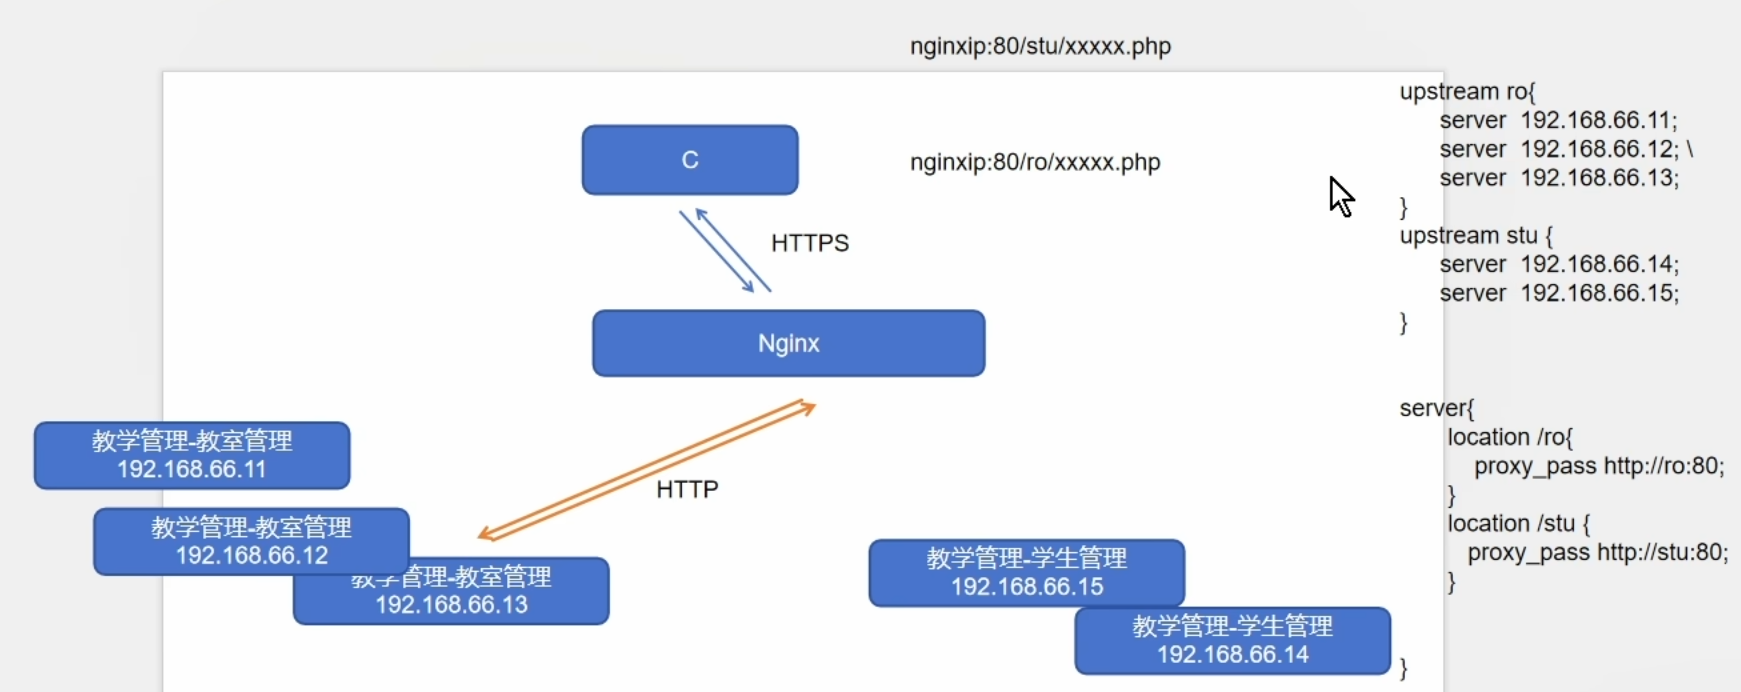 nginxip:80/stu/xxxxx.php
nginxip:80/ro/xxxxx.php
C
HTTPS
Nginx
HTTP
教学管理-教室管理
192.168.66.11
教学管理-教室管理
192.168.66.12
教学管理-教室管理
192.168.66.13
教学管理-学生管理
192.168.66.15
教学管理-学生管理
192.168.66.14
upstream ro{
server 192.168.66.11;
server 192.168.66.12; \
server 192.168.66.13;
}
upstream stu {
server 192.168.66.14;
server 192.168.66.15;
}
server{
location /ro{
proxy_pass http://ro:80;
}
location /stu {
proxy_pass http://stu:80;
}
}